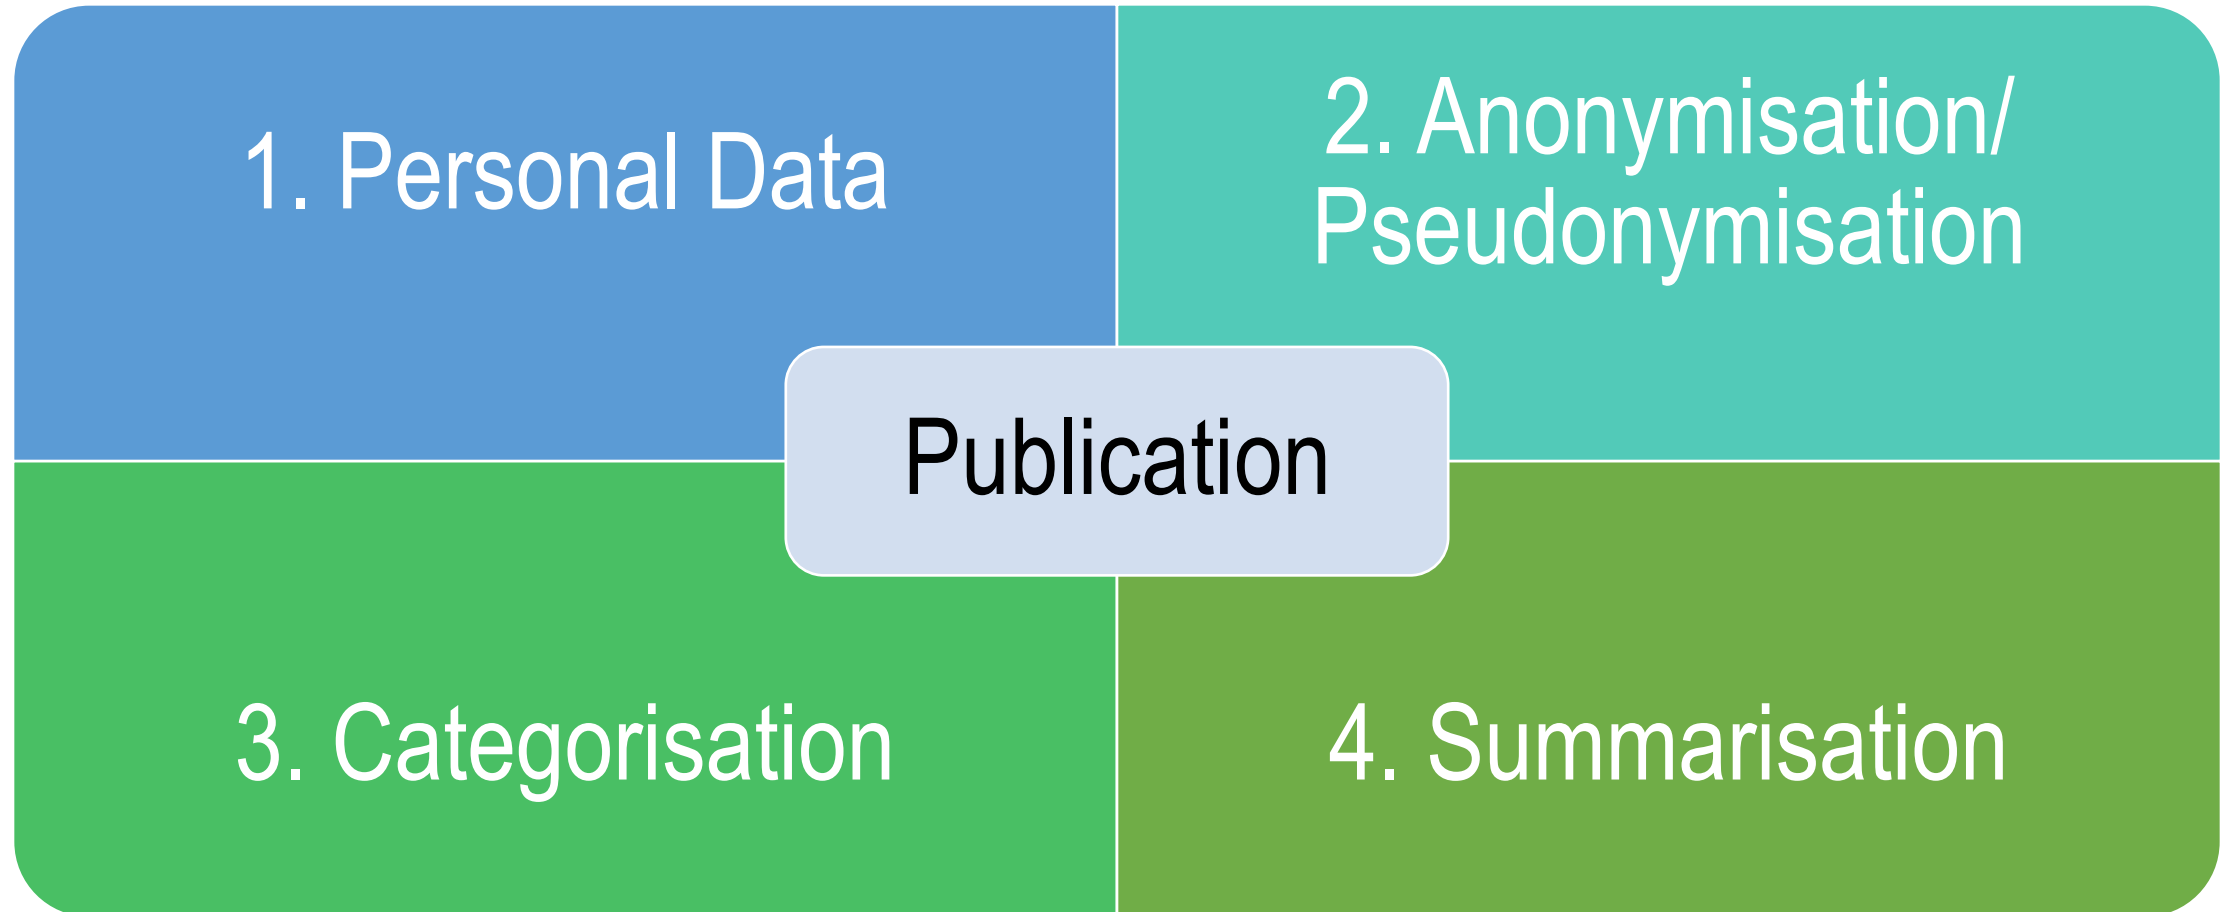 1. Personal Data
2. Anonymisation/
Pseudonymisation
Publication
3. Categorisation
4. Summarisation